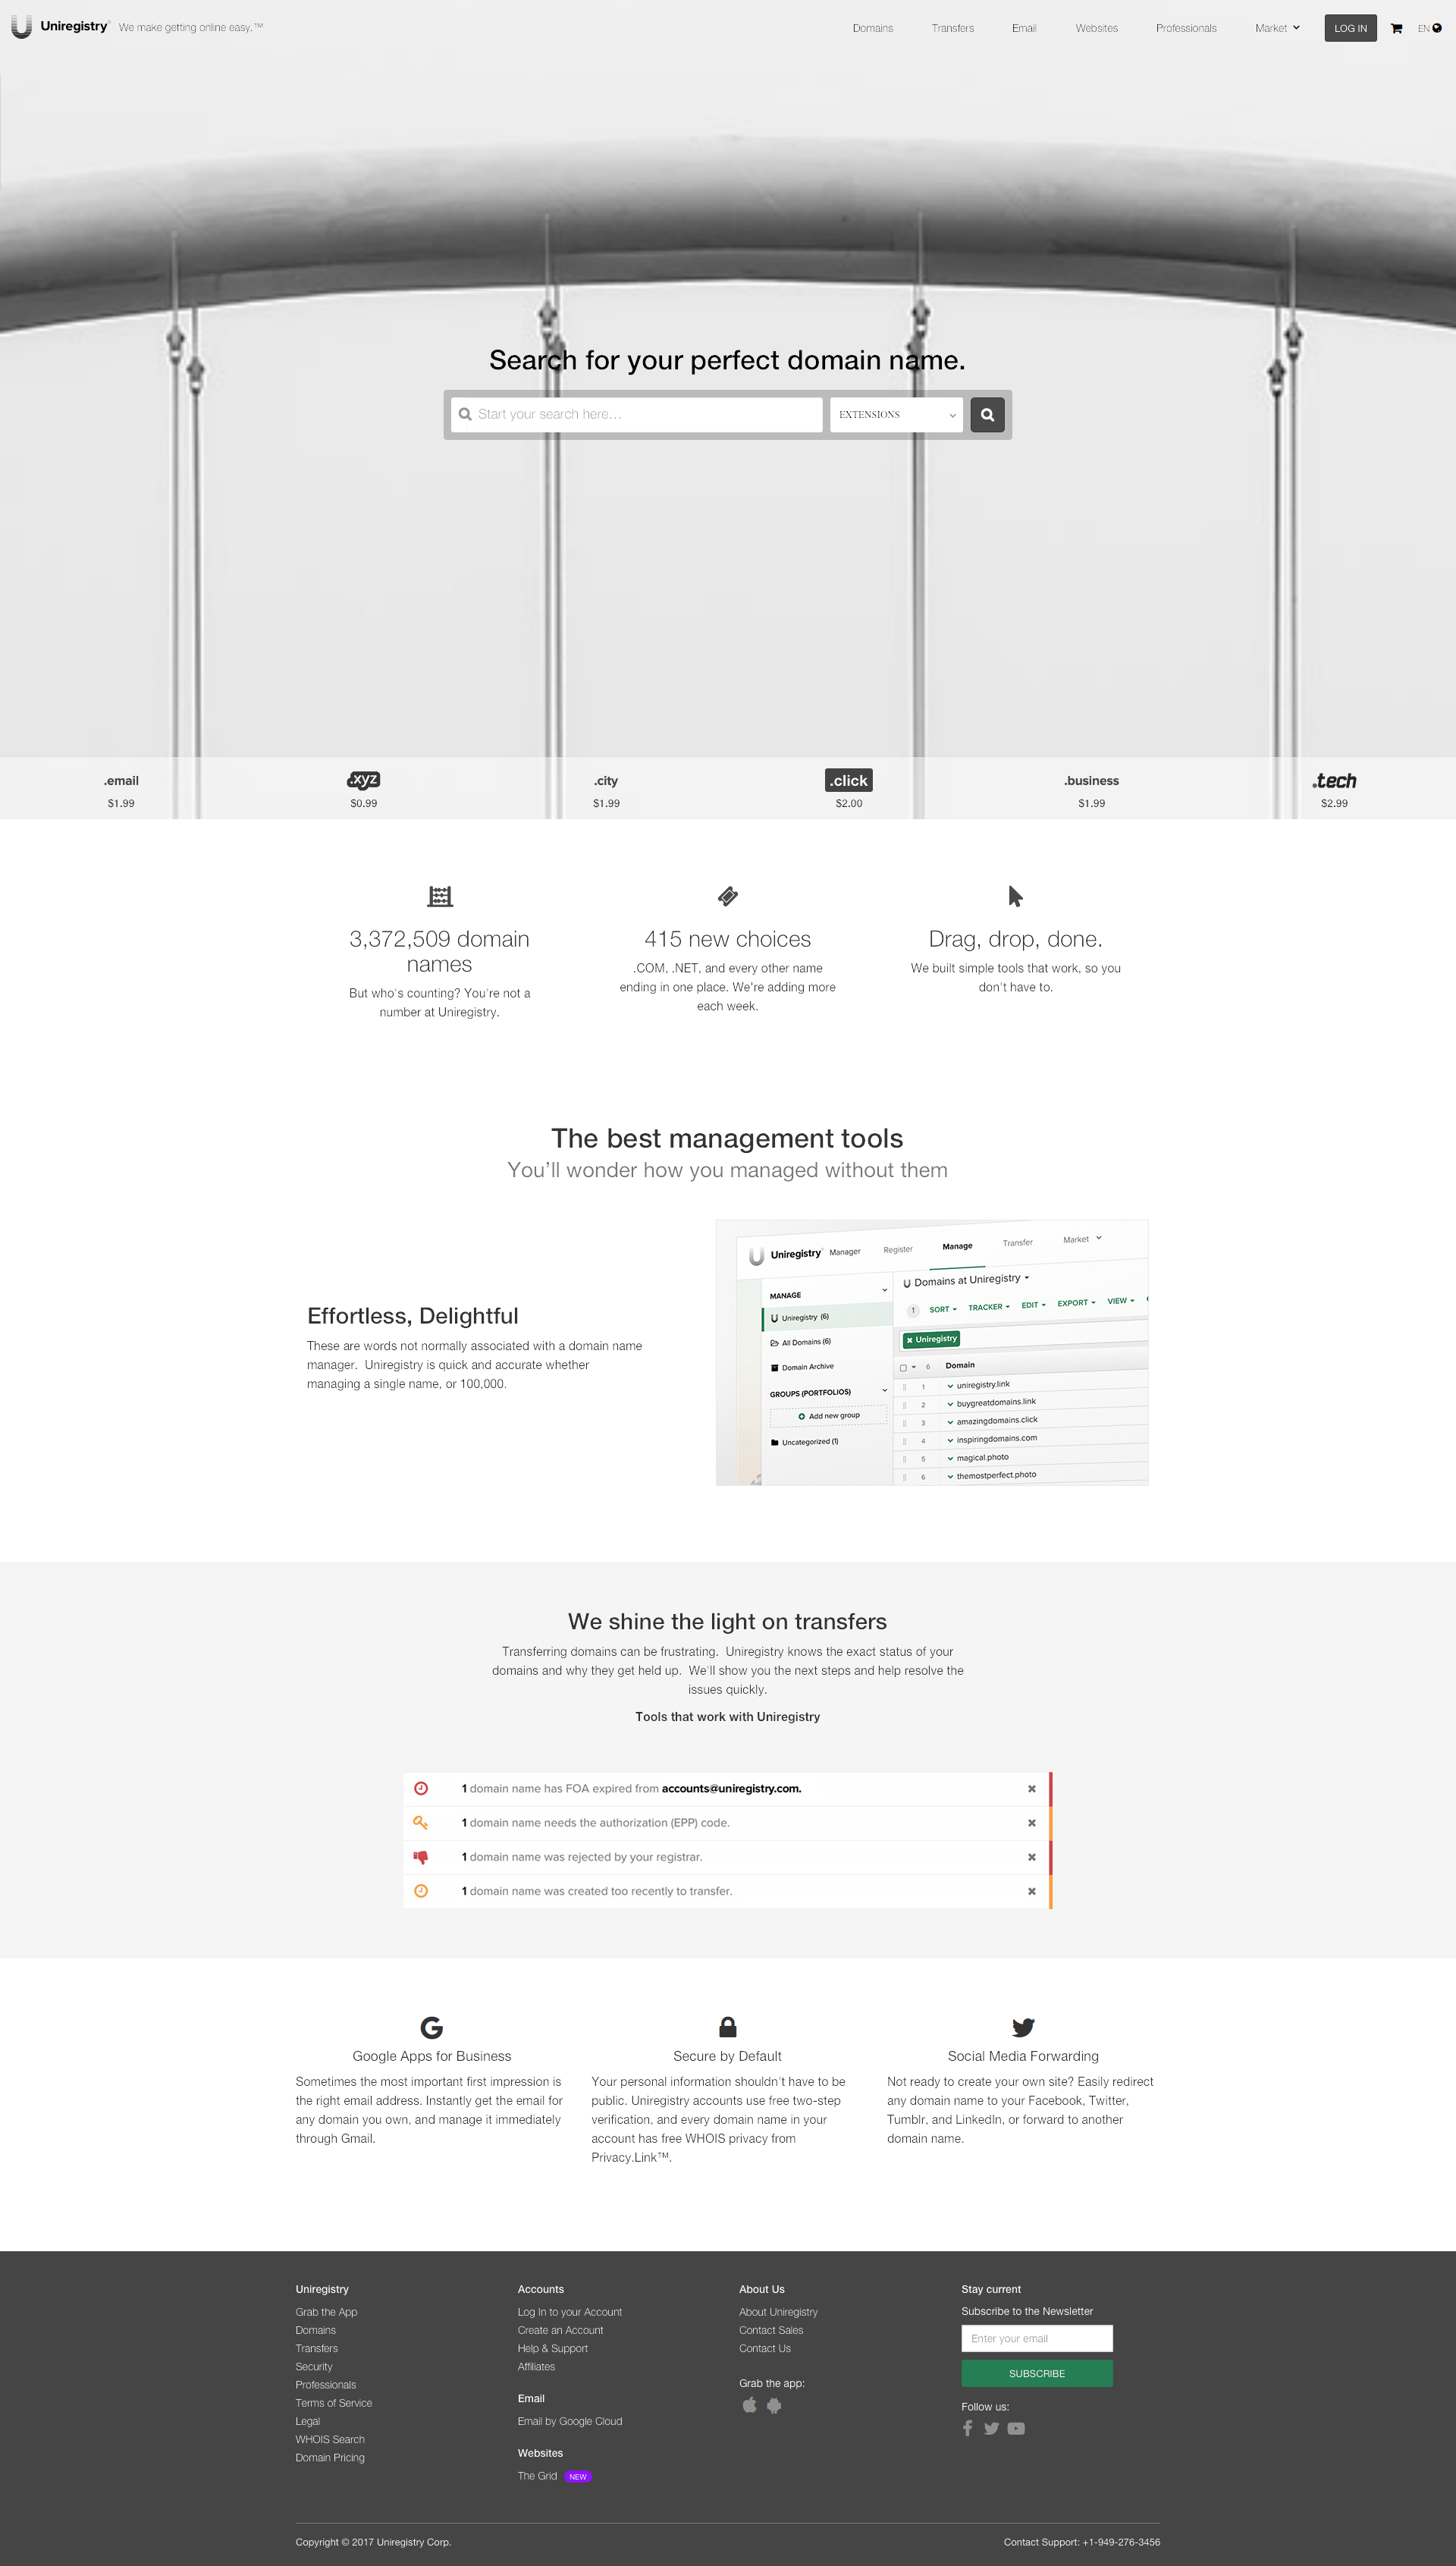 Uniregistry We make getting online easy.™
Domains Transfers Email Websites Professionals Market LOG IN EN
Search for your perfect domain name.
Start your search here... EXTENSIONS
.email .xyz .city .click .business .tech
$1.99 $0.99 $1.99 $2.00 $1.99 $2.99
3,372,509 domain
names
But who's counting? You're not a
number at Uniregistry.
415 new choices
.COM, .NET, and every other name
ending in one place. We're adding more
each week.
Drag, drop, done.
We built simple tools that work, so you
don't have to.
The best management tools
You'll wonder how you managed without them
Effortless, Delightful
These are words not normally associated with a domain name
manager. Uniregistry is quick and accurate whether
managing a single name, or 100,000.
Uniregistry Manager Register Manage Transfer Market
MANAGE
Uniregistry (6)
All Domains (6)
Domain Archive
GROUPS (PORTFOLIOS)
Add new group
Uncategorized (1)
Domains at Uniregistry
1 SORT TRACKER EDIT EXPORT VIEW
Uniregistry
6 Domain
1 uniregistry.link
2 buygreatdomains.link
3 amazingdomains.click
4 inspiringdomains.com
5 magical.photo
6 themostperfect.photo
We shine the light on transfers
Transferring domains can be frustrating. Uniregistry knows the exact status of your
domains and why they get held up. We'll show you the next steps and help resolve the
issues quickly.
Tools that work with Uniregistry
1 domain name has FOA expired from accounts@uniregistry.com.
1 domain name needs the authorization (EPP) code.
1 domain name was rejected by your registrar.
1 domain name was created too recently to transfer.
Google Apps for Business
Sometimes the most important first impression is
the right email address. Instantly get the email for
any domain you own, and manage it immediately
through Gmail.
Secure by Default
Your personal information shouldn't have to be
public. Uniregistry accounts use free two-step
verification, and every domain name in your
account has free WHOIS privacy from
Privacy.Link™.
Social Media Forwarding
Not ready to create your own site? Easily redirect
any domain name to your Facebook, Twitter,
Tumblr, and LinkedIn, or forward to another
domain name.
Uniregistry
Grab the App
Domains
Transfers
Security
Professionals
Terms of Service
Legal
WHOIS Search
Domain Pricing
Accounts
Log In to your Account
Create an Account
Help & Support
Affiliates
Email
Email by Google Cloud
Websites
The Grid NEW
About Us
About Uniregistry
Contact Sales
Contact Us
Grab the app:
Stay current
Subscribe to the Newsletter
Enter your email
SUBSCRIBE
Follow us:
Copyright © 2017 Uniregistry Corp.
Contact Support: +1-949-276-3456